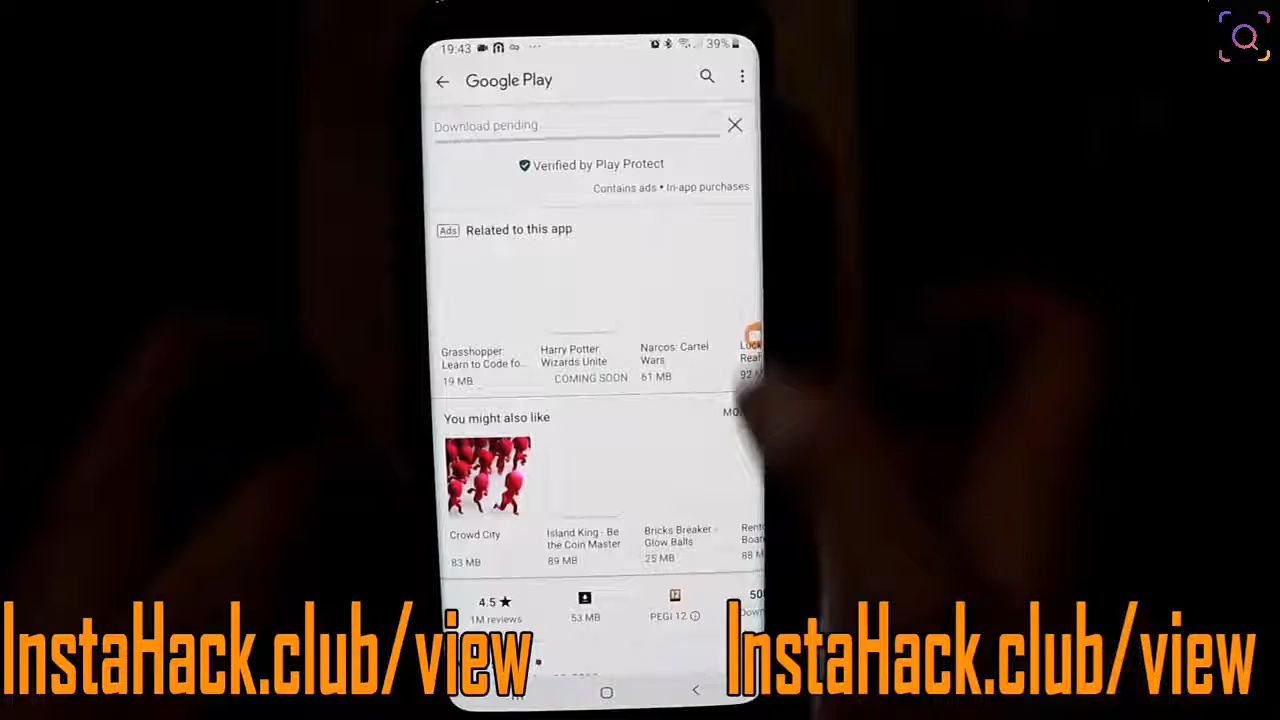 19:43
39%
Google Play
Download pending
Verified by Play Protect
Contains ads • In-app purchases
Ads Related to this app
Grasshopper: Learn to Code fo...
19 MB
Harry Potter: Wizards Unite
COMING SOON
Narcos: Cartel Wars
61 MB
You might also like
Crowd City
83 MB
Island King - Be the Coin Master
89 MB
Bricks Breaker - Glow Balls
25 MB
4.5 ★
1M reviews
53 MB
PEGI 12
InstaHack.club/view
InstaHack.club/view